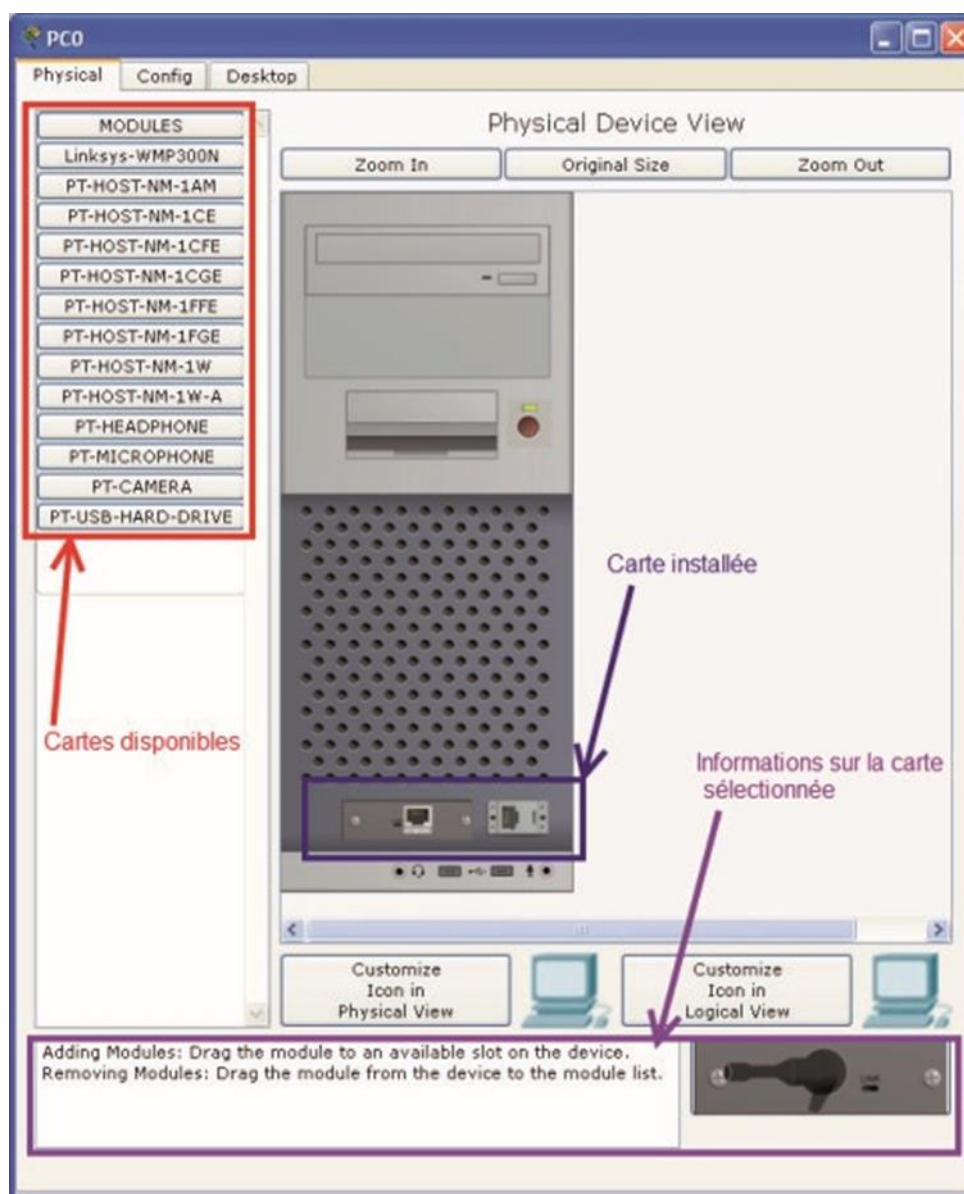 PC0
Physical Config Desktop
MODULES
Linksys-WMP300N
PT-HOST-NM-1AM
PT-HOST-NM-1CE
PT-HOST-NM-1CFE
PT-HOST-NM-1CGE
PT-HOST-NM-1FFE
PT-HOST-NM-1FGE
PT-HOST-NM-1W
PT-HOST-NM-1W-A
PT-HEADPHONE
PT-MICROPHONE
PT-CAMERA
PT-USB-HARD-DRIVE
Cartes disponibles
Physical Device View
Zoom In Original Size Zoom Out
Carte installée
Informations sur la carte
sélectionnée
Customize
Icon in
Physical View
Customize
Icon in
Logical View
Adding Modules: Drag the module to an available slot on the device.
Removing Modules: Drag the module from the device to the module list.
LINK